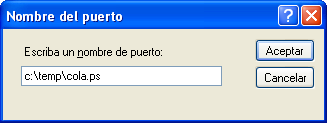 Nombre del puerto
Escriba un nombre de puerto:
Aceptar
c:\temp\cola.ps
Cancelar